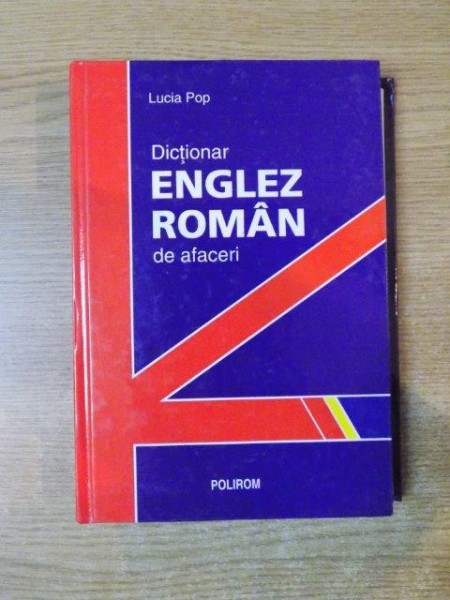 Lucia Pop
Dicționar
ENGLEZ
ROMÂN
de afaceri
POLIROM